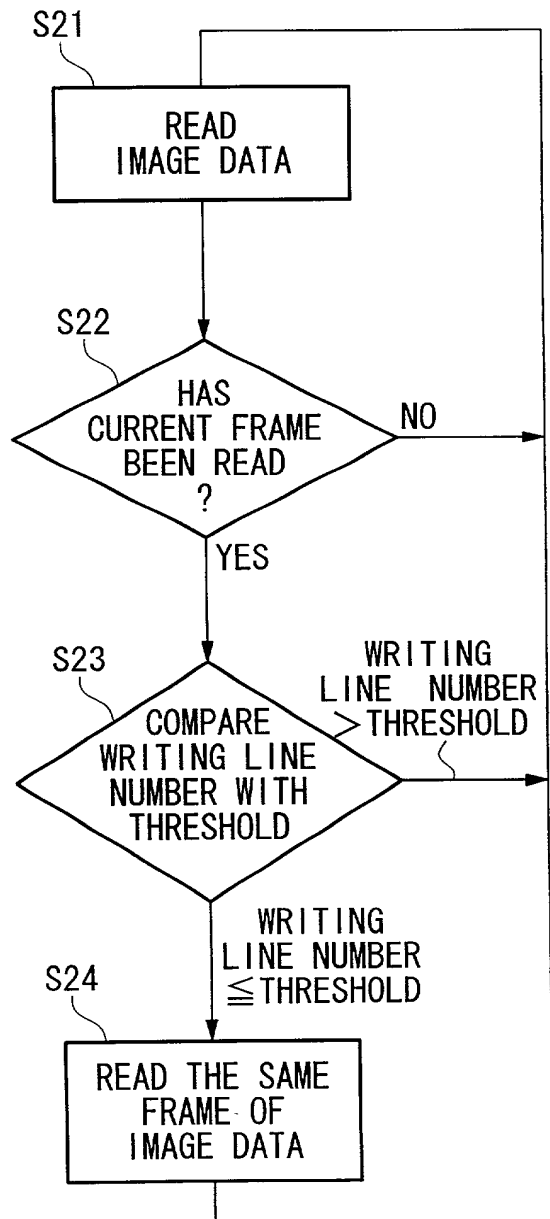 S21
READ
IMAGE DATA
S22
HAS
CURRENT FRAME
BEEN READ
?
NO
YES
S23
COMPARE
WRITING LINE
NUMBER WITH
THRESHOLD
WRITING
LINE NUMBER
> THRESHOLD
WRITING
LINE NUMBER
≦ THRESHOLD
S24
READ THE SAME
FRAME OF
IMAGE DATA